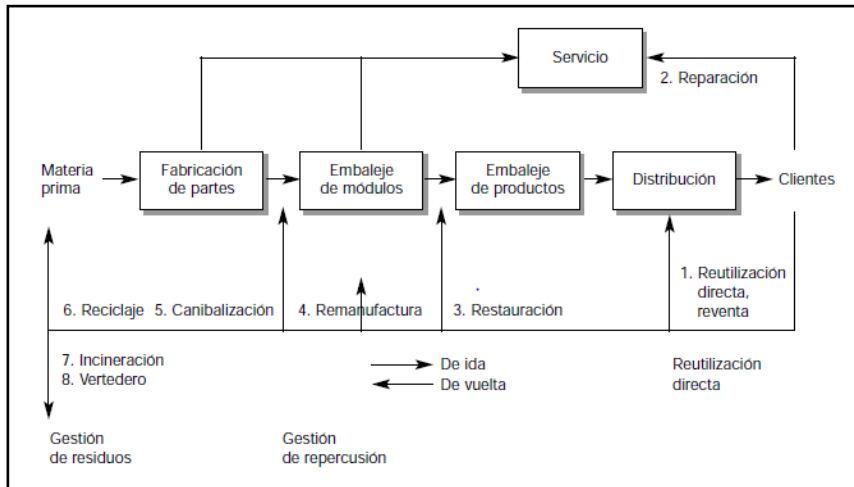 Servicio
2. Reparación
Materia
prima
Fabricación
de partes
Embaleje
de módulos
Embaleje
de productos
Distribución
Clientes
1. Reutilización
directa,
reventa
6. Reciclaje
5. Canibalización
4. Remanufactura
3. Restauración
7. Incineración
8. Vertedero
De ida
De vuelta
Reutilización
directa
Gestión
de residuos
Gestión
de repercusión